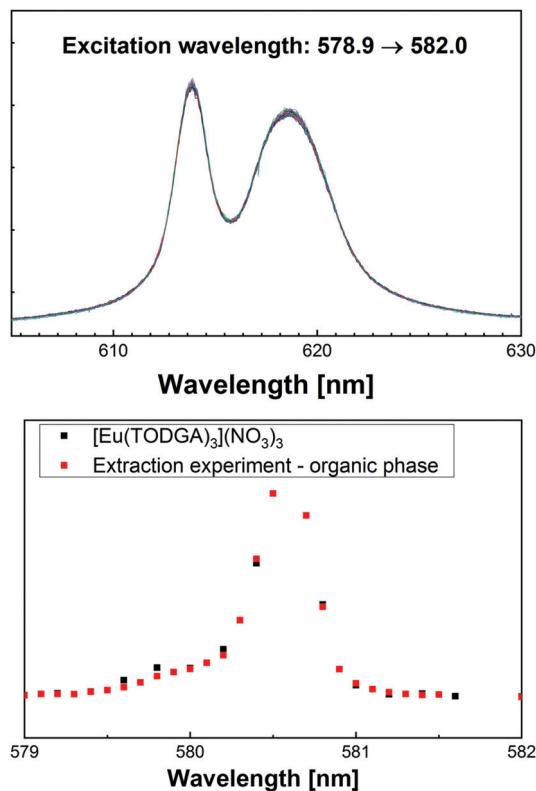 Excitation wavelength: 578.9 → 582.0
610 620 630
Wavelength [nm]
[Eu(TODGA)₃](NO₃)₃
Extraction experiment - organic phase
579 580 581 582
Wavelength [nm]